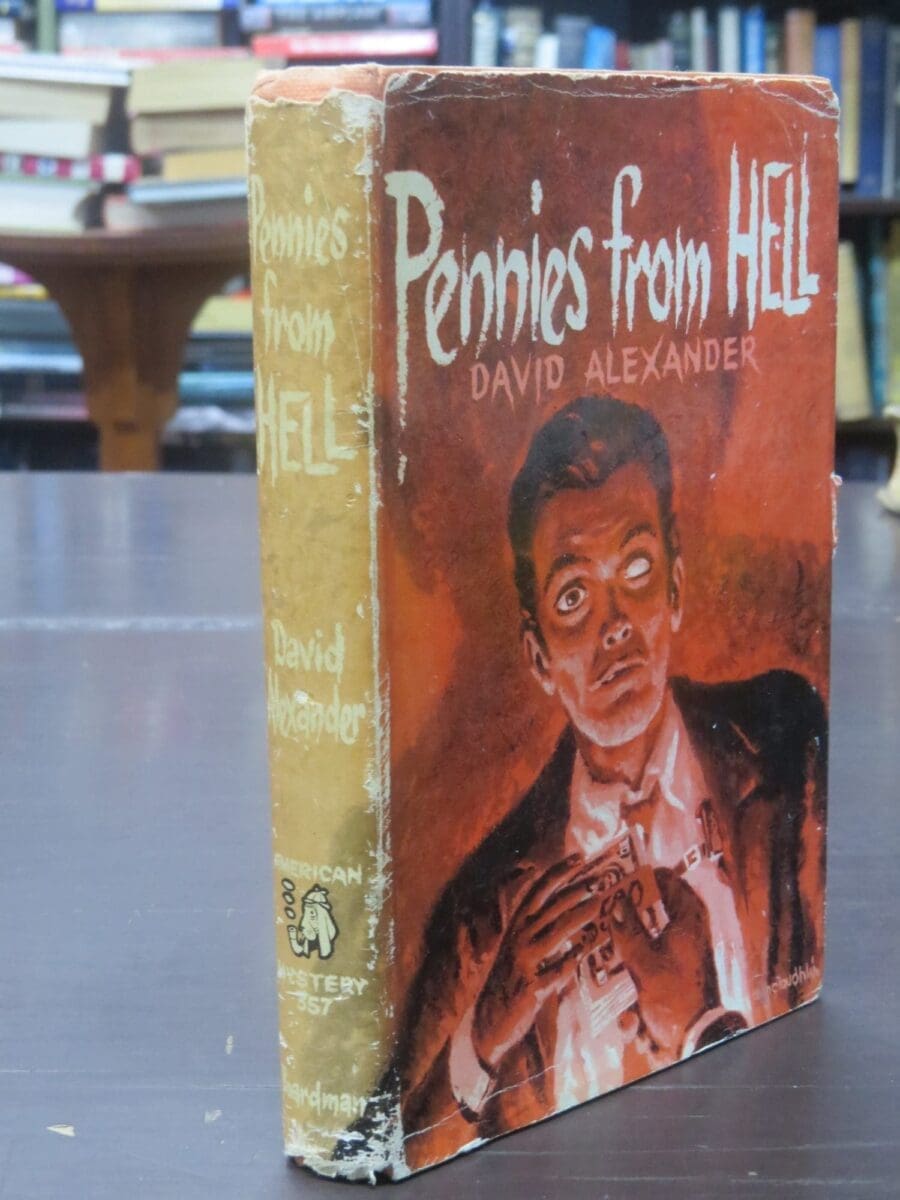 Pennies
from
HELL
David
Alexander
AMERICAN
MYSTERY
357
Boardman
Pennies from HELL
DAVID ALEXANDER